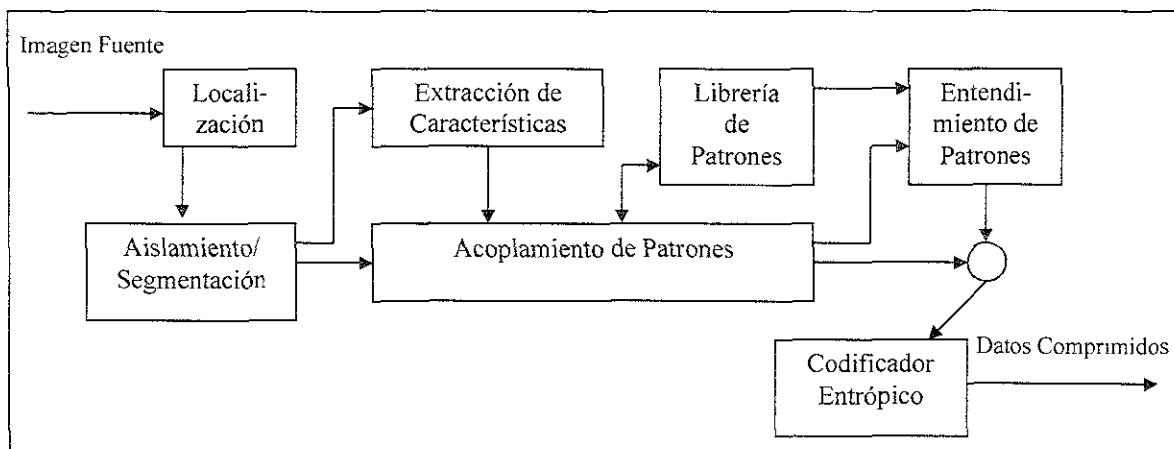 Imagen Fuente
Locali-
zación
Extracción de
Características
Librería
de
Patrones
Entendi-
miento de
Patrones
Aislamiento/
Segmentación
Acoplamiento de Patrones
Codificador
Entrópico
Datos Comprimidos